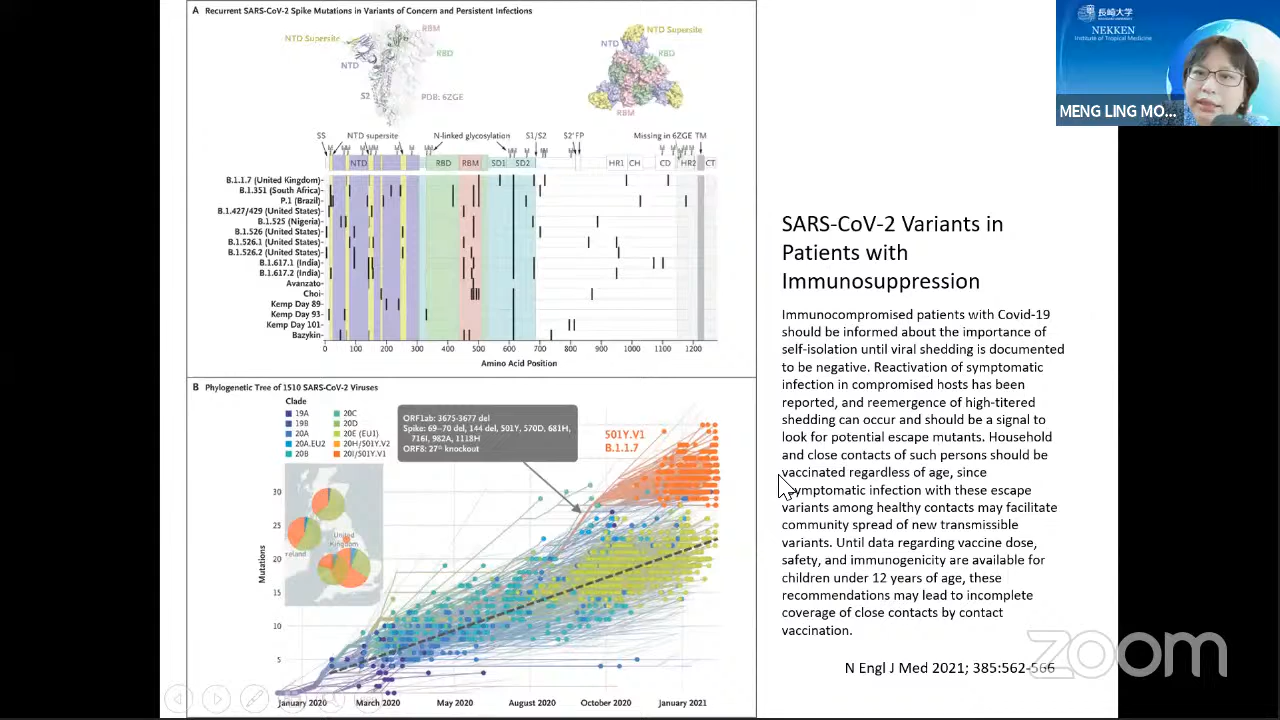 A Recurrent SARS-CoV-2 Spike Mutations in Variants of Concern and Persistent Infections
NTD Supersite
RBM
RBD
NTD
S2
PDB: 6ZGE
NTD Supersite
NTD
RBD
RBM
SS
NTD supersite
N-linked glycosylation
S1/S2
S2' FP
Missing in 6ZGE TM
NTD
RBD
RBM
SD1
SD2
HR1
CH
CD
HR2
CT
B.1.1.7 (United Kingdom)
B.1.351 (South Africa)
P.1 (Brazil)
B.1.427/429 (United States)
B.1.525 (Nigeria)
B.1.526 (United States)
B.1.526.1 (United States)
B.1.526.2 (United States)
B.1.617.1 (India)
B.1.617.2 (India)
Avanzato
Choi
Kemp Day 89
Kemp Day 93
Kemp Day 101
Bazykin
0 100 200 300 400 500 600 700 800 900 1000 1100 1200
Amino Acid Position
B Phylogenetic Tree of 1510 SARS-CoV-2 Viruses
Clade
19A 20C
19B 20D
20A 20E (EU1)
20A.EU2 20H/501Y.V2
20B 20I/501Y.V1
ORF1ab: 3675-3677 del
Spike: 69–70 del, 144 del, 501Y, 570D, 681H,
716I, 982A, 1118H
ORF8: 27th knockout
501Y.V1
B.1.1.7
United
Kingdom
Ireland
Mutations
30
25
20
15
10
5
0
January 2020 March 2020 May 2020 August 2020 October 2020 January 2021
長崎大学
NEKKEN
Institute of Tropical Medicine
MENG LING MO...
SARS-CoV-2 Variants in
Patients with
Immunosuppression
Immunocompromised patients with Covid-19
should be informed about the importance of
self-isolation until viral shedding is documented
to be negative. Reactivation of symptomatic
infection in compromised hosts has been
reported, and reemergence of high-titered
shedding can occur and should be a signal to
look for potential escape mutants. Household
and close contacts of such persons should be
vaccinated regardless of age, since
symptomatic infection with these escape
variants among healthy contacts may facilitate
community spread of new transmissible
variants. Until data regarding vaccine dose,
safety, and immunogenicity are available for
children under 12 years of age, these
recommendations may lead to incomplete
coverage of close contacts by contact
vaccination.
N Engl J Med 2021; 385:562-566
zoom